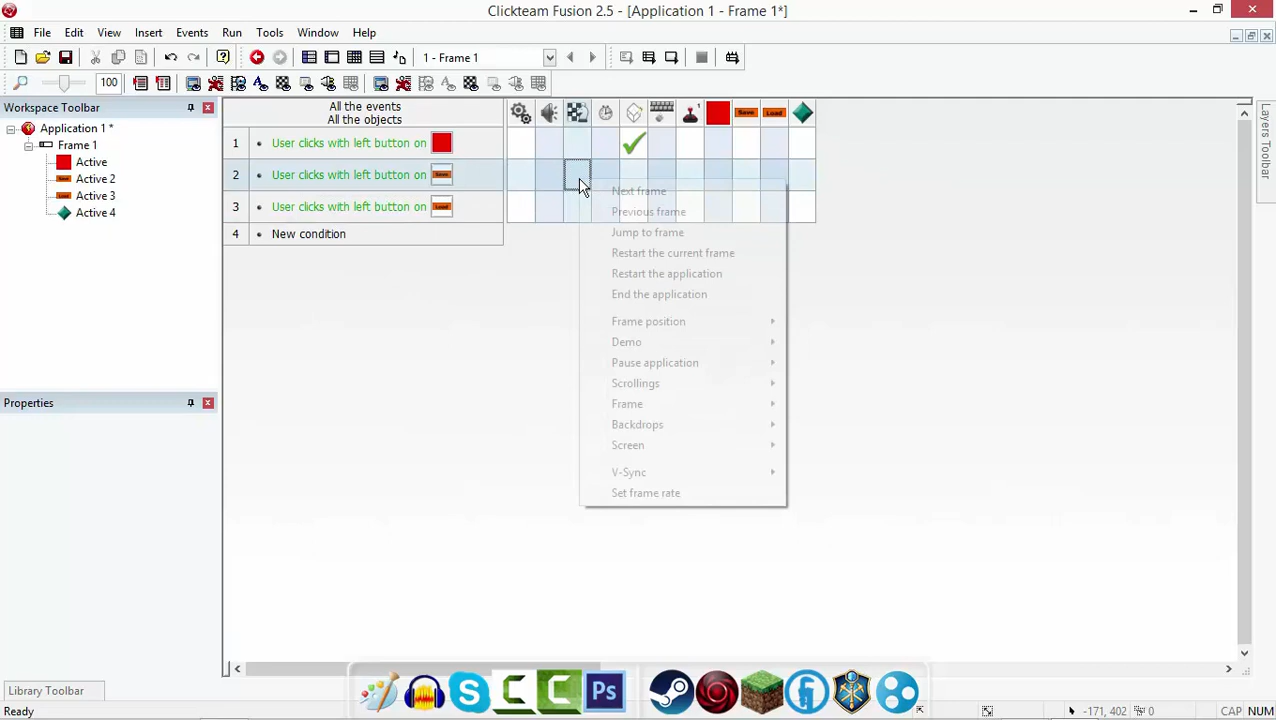 Clickteam Fusion 2.5 - [Application 1 - Frame 1*]
File Edit View Insert Events Run Tools Window Help
1 - Frame 1
100
Workspace Toolbar
Application 1 *
Frame 1
Active
Active 2
Active 3
Active 4
Properties
Library Toolbar
All the events
All the objects
Save Load
1 User clicks with left button on
2 User clicks with left button on Save
3 User clicks with left button on Load
4 New condition
Next frame
Previous frame
Jump to frame
Restart the current frame
Restart the application
End the application
Frame position
Demo
Pause application
Scrollings
Frame
Backdrops
Screen
V-Sync
Set frame rate
Ps
Ready
-171, 402
0
CAP NUM